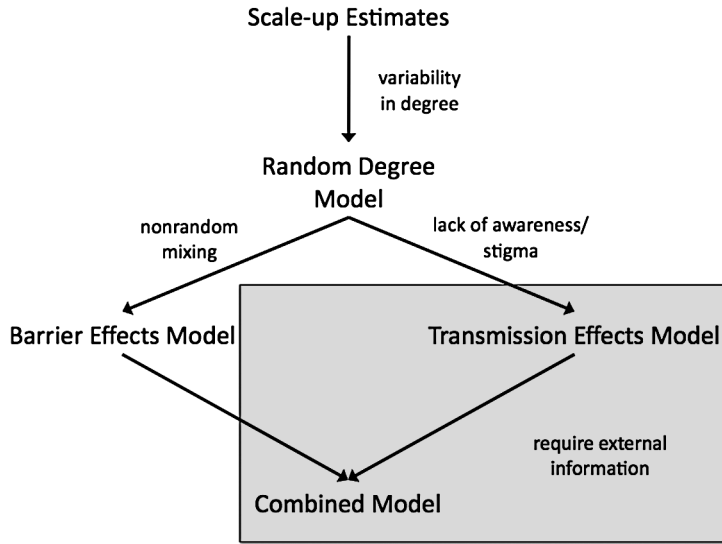 Scale-up Estimates
variability
in degree
Random Degree
Model
nonrandom
mixing
lack of awareness/
stigma
Barrier Effects Model
Transmission Effects Model
require external
information
Combined Model